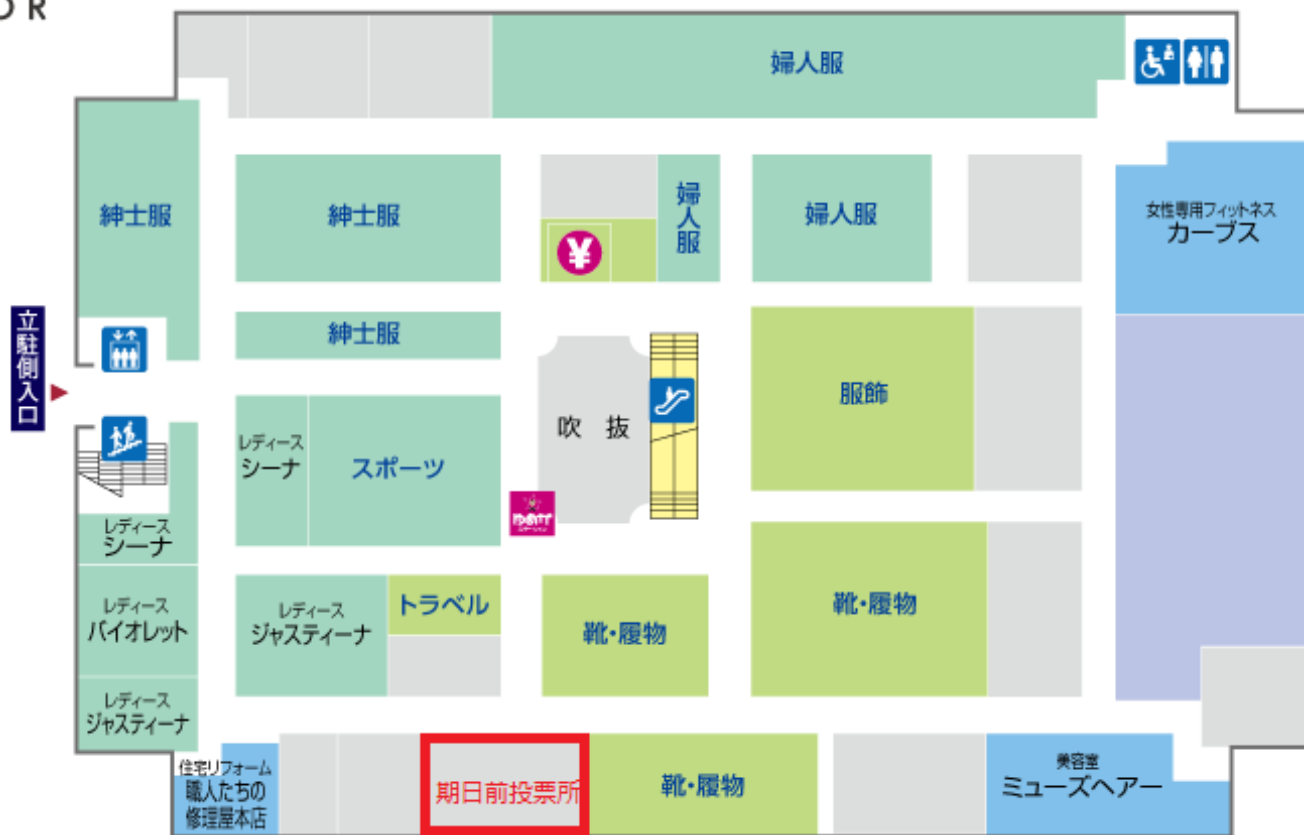 OR
婦人服
紳士服
紳士服
婦人服
婦人服
女性専用フィットネス
カーブス
¥
紳士服
立駐側入口
服飾
吹 抜
レディース
シーナ
スポーツ
レディース
シーナ
レディース
バイオレット
レディース
ジャスティーナ
トラベル
靴・履物
靴・履物
レディース
ジャスティーナ
住宅リフォーム
職人たちの
修理屋本店
期日前投票所
靴・履物
美容室
ミューズヘアー